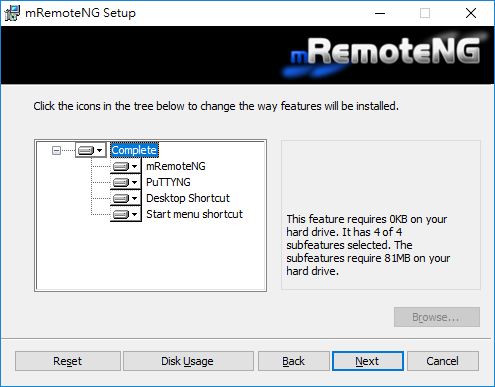 mRemoteNG Setup
mRemoteNG
Click the icons in the tree below to change the way features will be installed.
Complete
mRemoteNG
PuTTYNG
Desktop Shortcut
Start menu shortcut
This feature requires 0KB on your
hard drive. It has 4 of 4
subfeatures selected. The
subfeatures require 81MB on your
hard drive.
Browse...
Reset
Disk Usage
Back
Next
Cancel